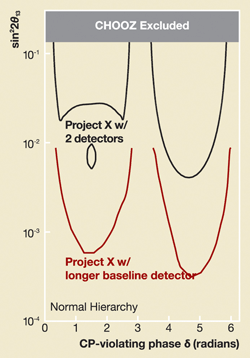 CHOOZ Excluded
sin²2θ₁₃
10⁻¹
10⁻²
10⁻³
10⁻⁴
Project X w/
2 detectors
Project X w/
longer baseline detector
Normal Hierarchy
0 1 2 3 4 5 6
CP-violating phase δ (radians)